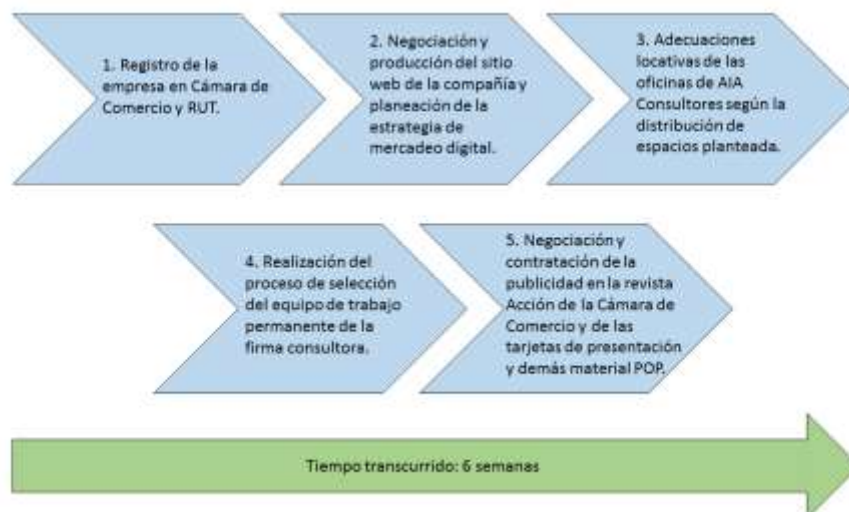 1. Registro de la
empresa en Cámara de
Comercio y RUT.
2. Negociación y
producción del sitio
web de la compañía y
planeación de la
estrategia de
mercadeo digital.
3. Adecuaciones
locativas de las
oficinas de AIA
Consultores según la
distribución de
espacios planteada.
4. Realización del
proceso de selección
del equipo de trabajo
permanente de la
firma consultora.
5. Negociación y
contratación de la
publicidad en la revista
Acción de la Cámara de
Comercio y de las
tarjetas de presentación
y demás material POP.
Tiempo transcurrido: 6 semanas